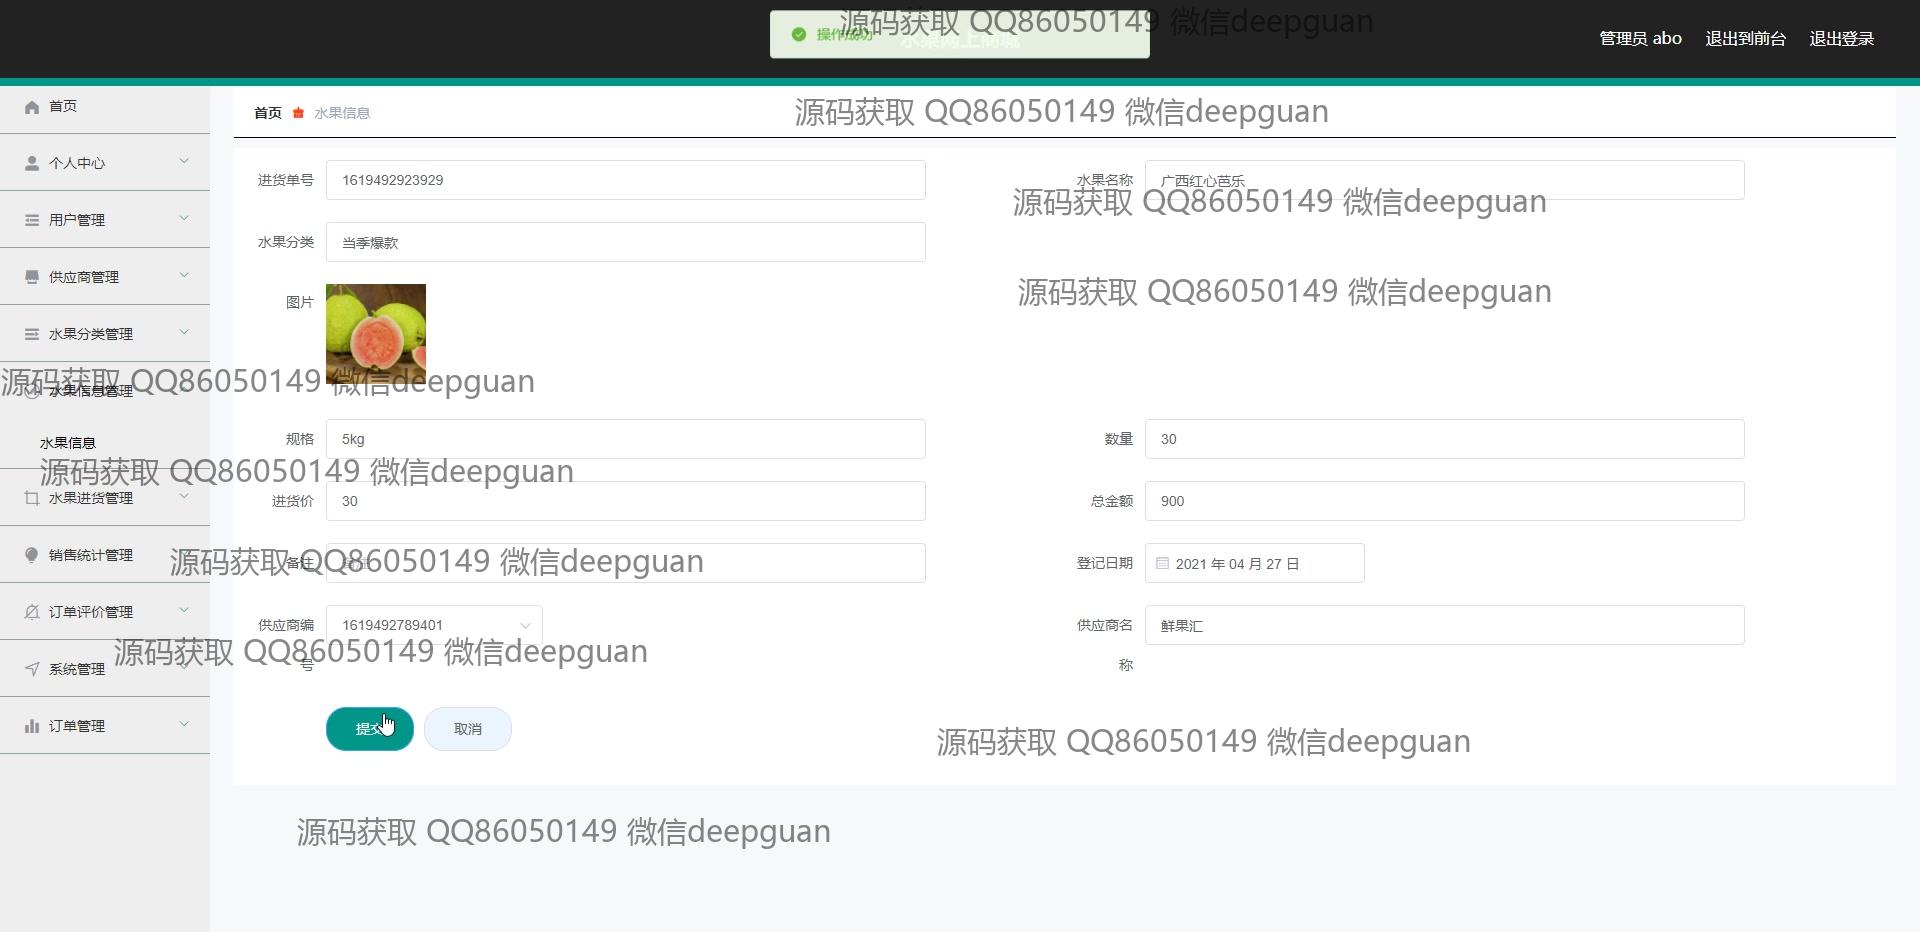 源码获取 QQ86050149 微信deepguan
操作成功
水果网上商城
管理员 abo
退出到前台
退出登录
首页
个人中心
用户管理
供应商管理
水果分类管理
水果信息管理
水果信息
水果进货管理
销售统计管理
订单评价管理
系统管理
订单管理
首页 水果信息
源码获取 QQ86050149 微信deepguan
进货单号 1619492923929
水果名称 广西红心芭乐
源码获取 QQ86050149 微信deepguan
水果分类 当季爆款
源码获取 QQ86050149 微信deepguan
图片
源码获取 QQ86050149 微信deepguan
规格 5kg
数量 30
源码获取 QQ86050149 微信deepguan
进货价 30
总金额 900
源码获取 QQ86050149 微信deepguan
备注 备注
登记日期 2021 年 04 月 27 日
供应商编号 1619492789401
供应商名称 鲜果汇
源码获取 QQ86050149 微信deepguan
提交
取消
源码获取 QQ86050149 微信deepguan
源码获取 QQ86050149 微信deepguan